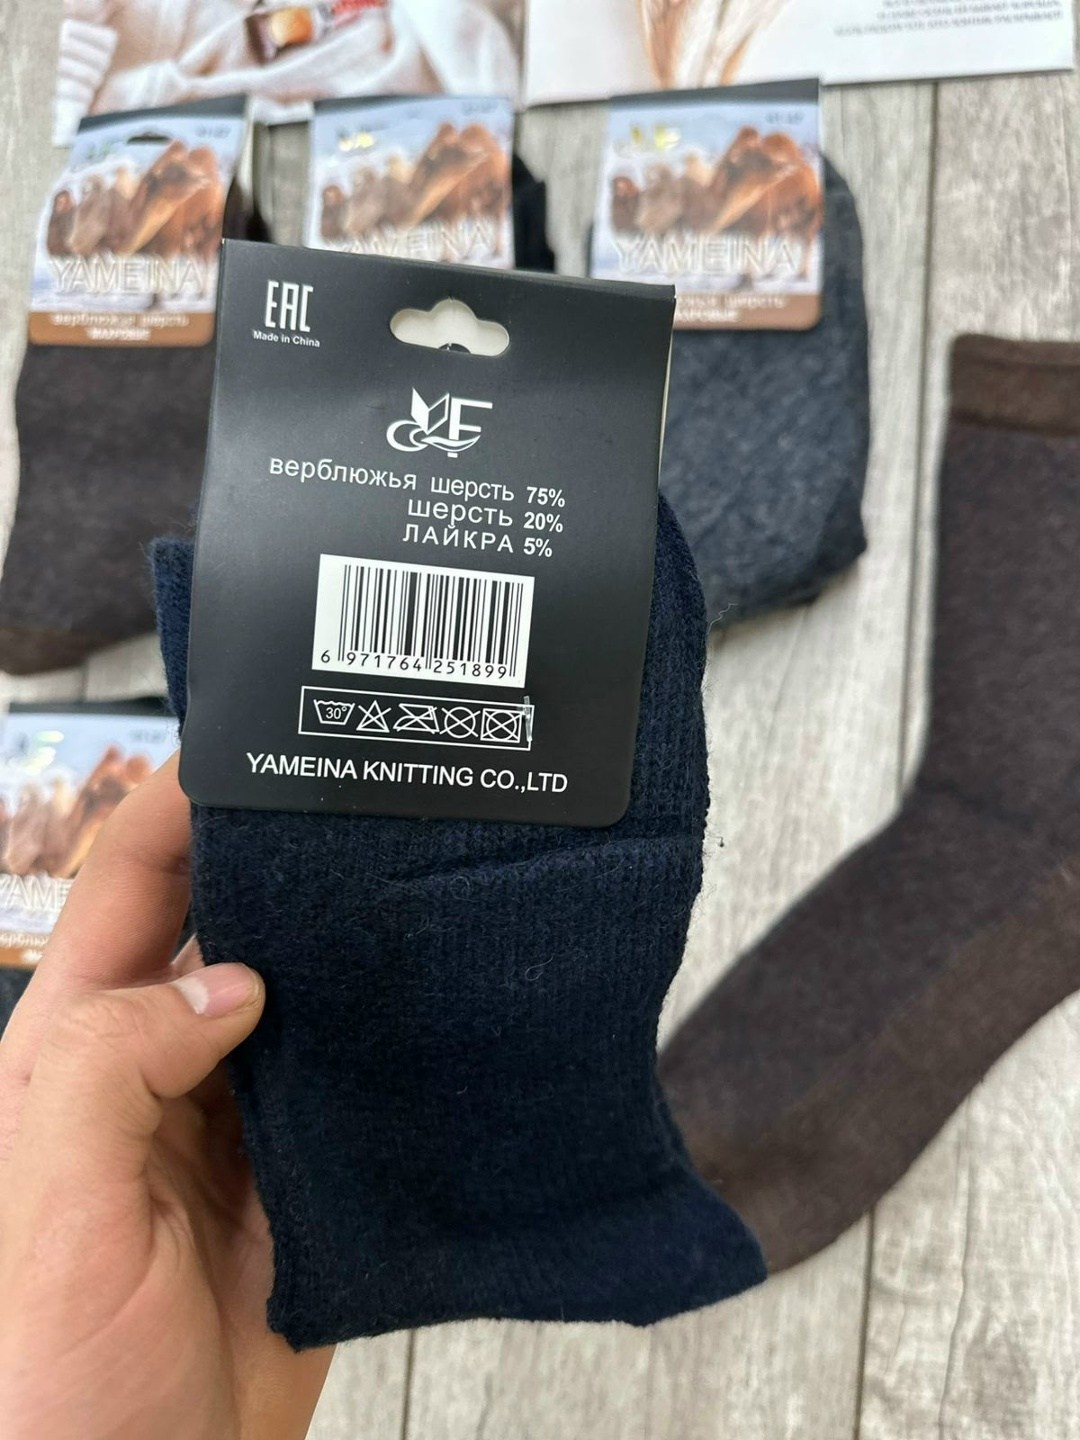 YAMEINA
верблюжья шерсть
МАХРОВЫЕ
YAMEINA
YAMEINA
шерсть
EAC
Made in China
верблюжья шерсть 75%
шерсть 20%
ЛАЙКРА 5%
6 971764 251899
30°
YAMEINA KNITTING CO.,LTD